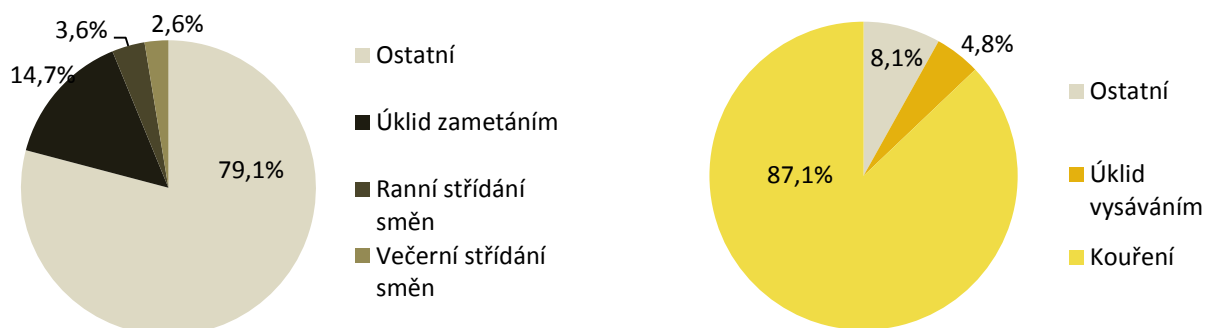 3,6%
2,6%
14,7%
79,1%
Ostatní
Úklid zametáním
Ranní střídání
směn
Večerní střídání
směn
8,1%
4,8%
87,1%
Ostatní
Úklid
vysáváním
Kouření